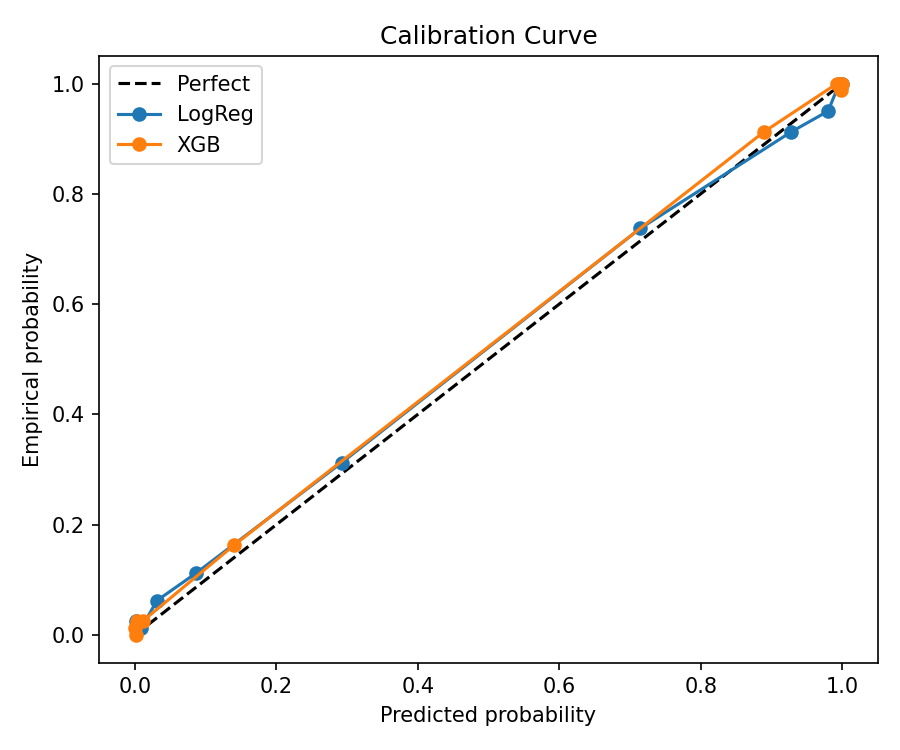 Calibration Curve
Perfect
LogReg
XGB
Empirical probability
1.0
0.8
0.6
0.4
0.2
0.0
0.0 0.2 0.4 0.6 0.8 1.0
Predicted probability